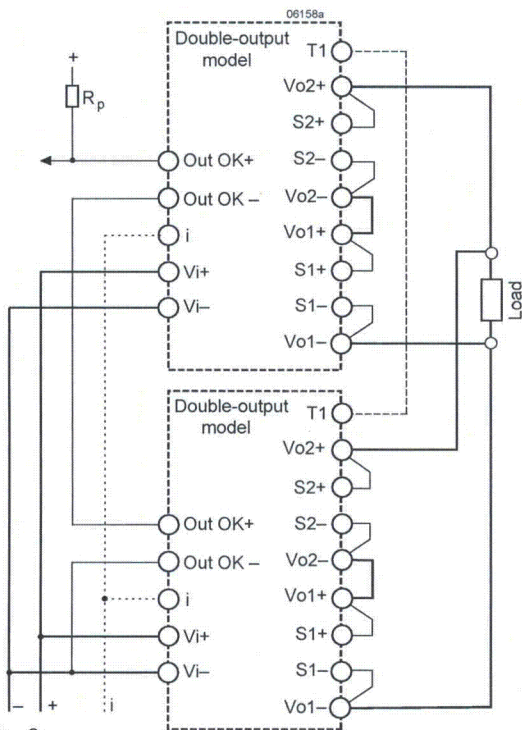 06158a
Double-output
model
+
Rp
T1
Vo2+
S2+
Out OK+
S2–
Out OK –
Vo2–
i
Vo1+
Vi+
S1+
Vi–
S1–
Vo1–
Load
Double-output
model
T1
Vo2+
S2+
Out OK+
S2–
Out OK –
Vo2–
i
Vo1+
Vi+
S1+
Vi–
S1–
Vo1–
– + i